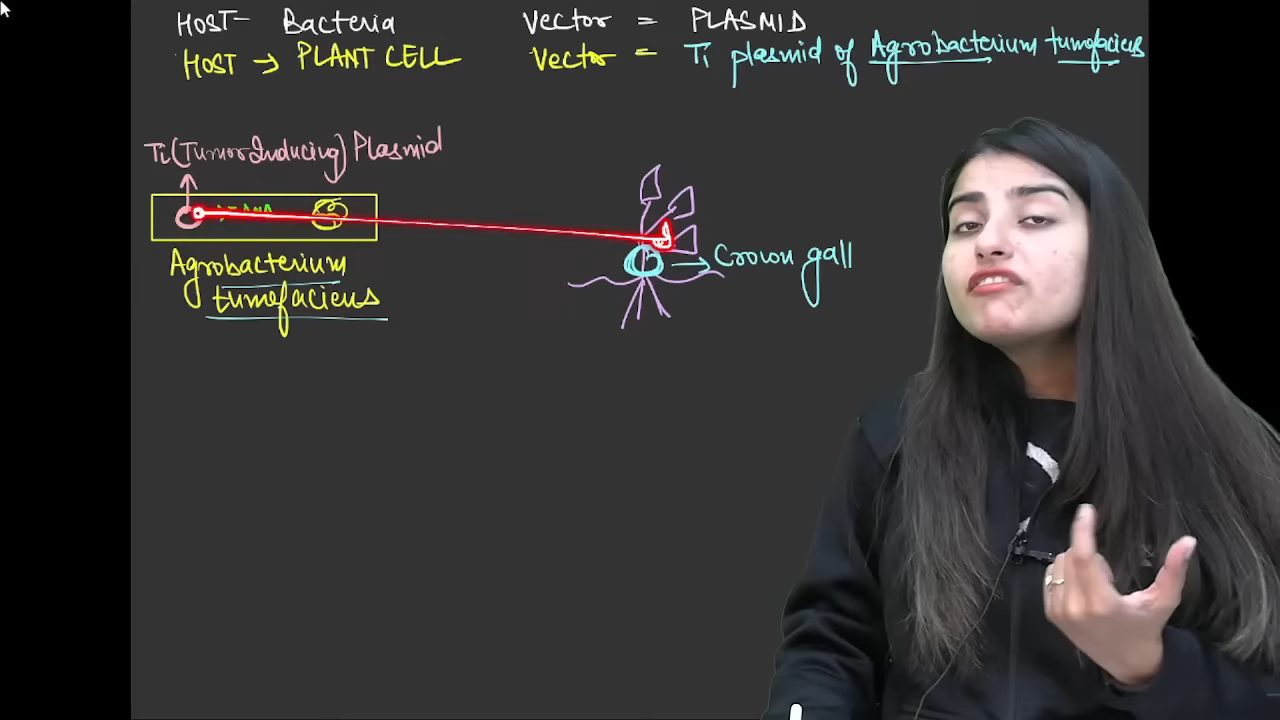 HOST- Bacteria Vector = PLASMID
HOST → PLANT CELL Vector = Ti plasmid of Agrobacterium tumefaciens
Ti (Tumor Inducing) Plasmid
Agrobacterium
tumefaciens
→ Crown gall